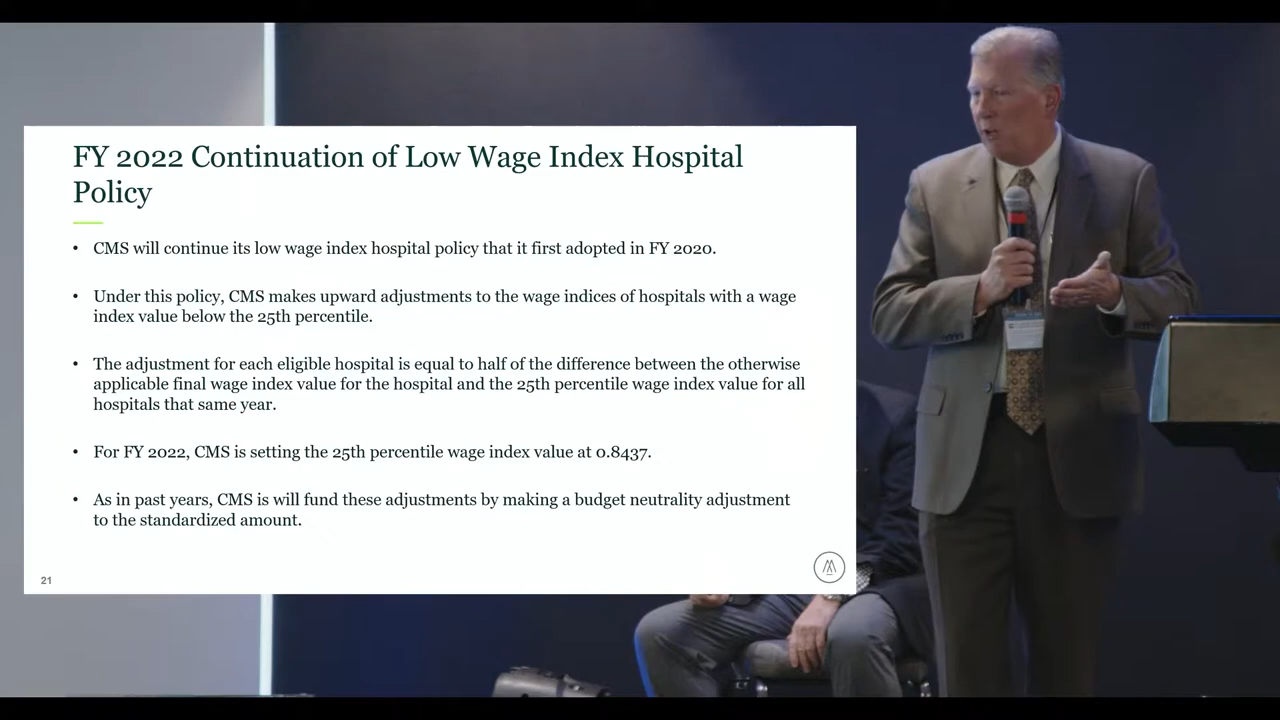 FY 2022 Continuation of Low Wage Index Hospital
Policy
• CMS will continue its low wage index hospital policy that it first adopted in FY 2020.
• Under this policy, CMS makes upward adjustments to the wage indices of hospitals with a wage
index value below the 25th percentile.
• The adjustment for each eligible hospital is equal to half of the difference between the otherwise
applicable final wage index value for the hospital and the 25th percentile wage index value for all
hospitals that same year.
• For FY 2022, CMS is setting the 25th percentile wage index value at 0.8437.
• As in past years, CMS is will fund these adjustments by making a budget neutrality adjustment
to the standardized amount.
21